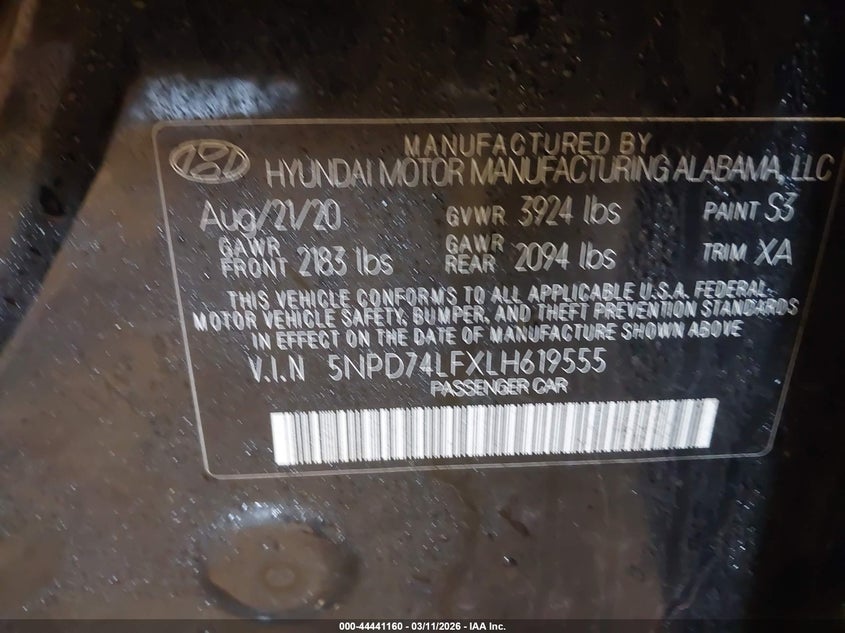 MANUFACTURED BY
HYUNDAI MOTOR MANUFACTURING ALABAMA, LLC
Aug/21/20 GVWR 3924 lbs PAINT S3
GAWR FRONT 2183 lbs GAWR REAR 2094 lbs TRIM XA
THIS VEHICLE CONFORMS TO ALL APPLICABLE U.S.A. FEDERAL
MOTOR VEHICLE SAFETY, BUMPER, AND THEFT PREVENTION STANDARDS
IN EFFECT ON THE DATE OF MANUFACTURE SHOWN ABOVE
V.I.N 5NPD74LFXLH619555
PASSENGER CAR
000-44441160 - 03/11/2026 - IAA Inc.